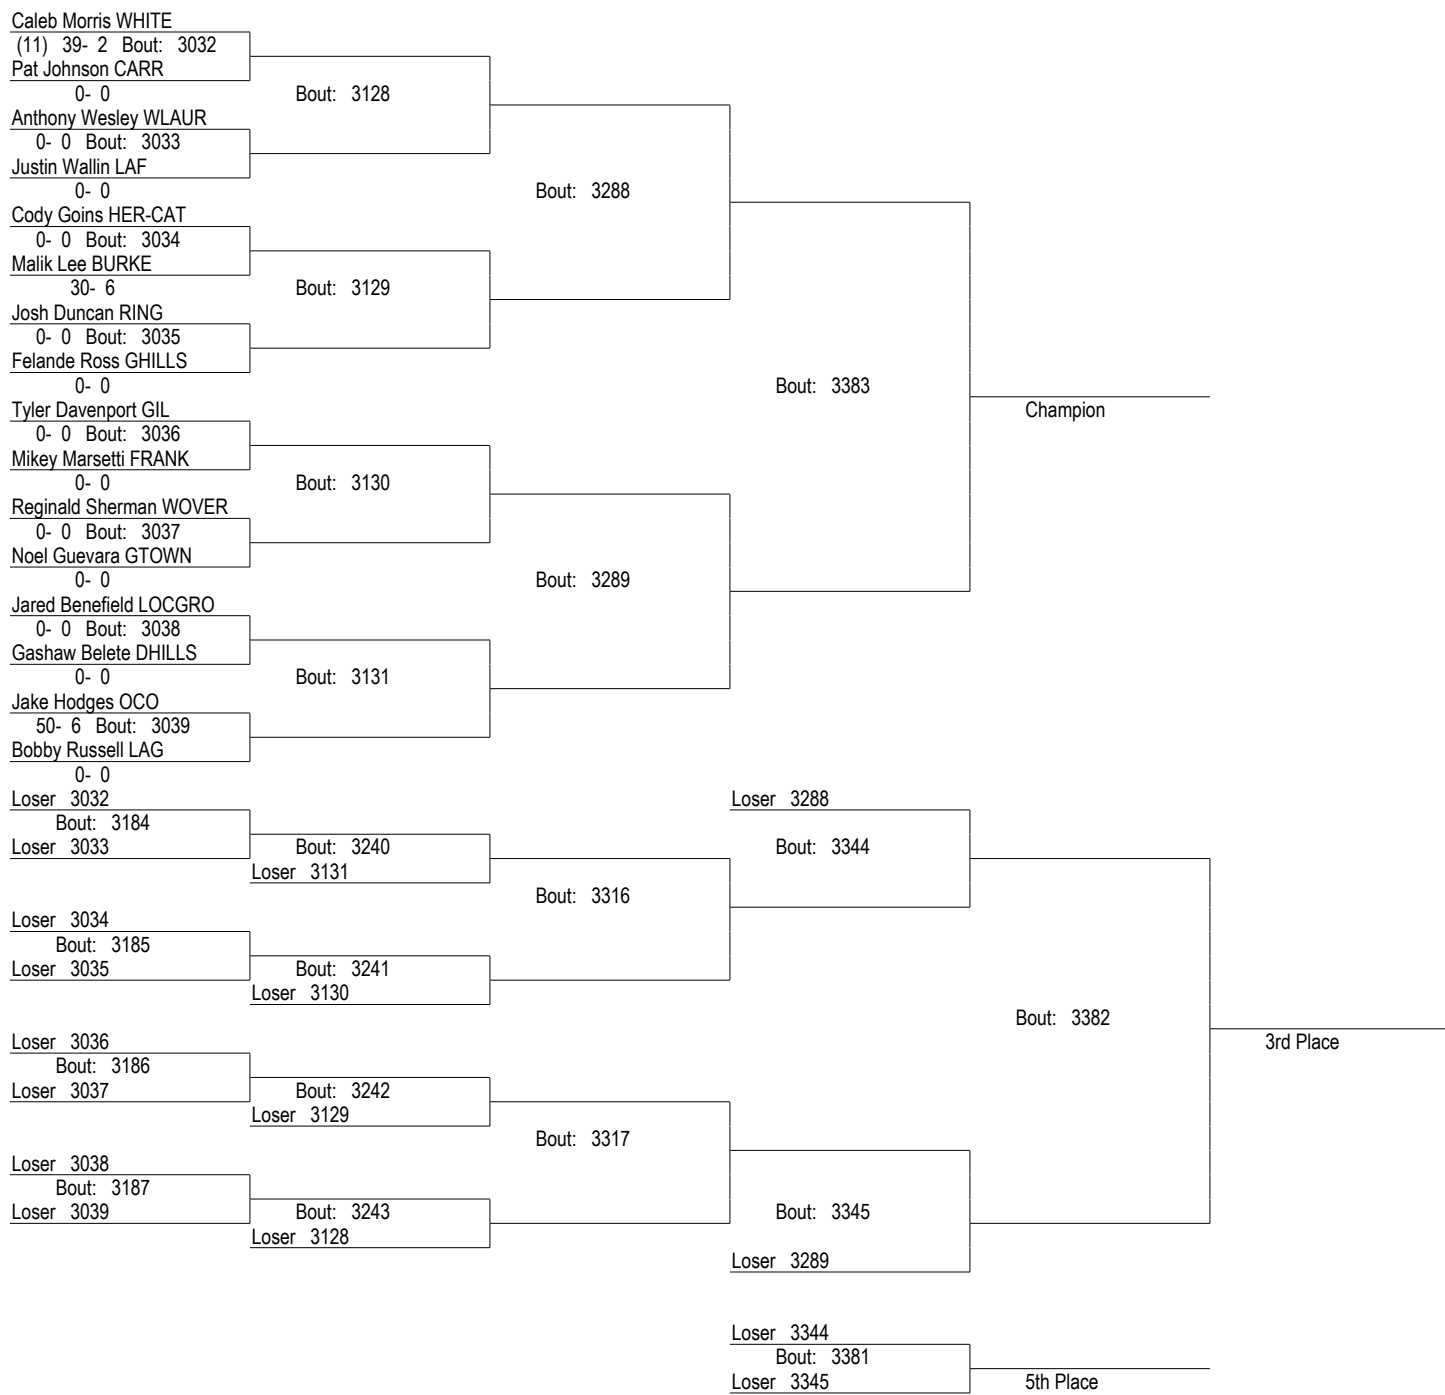 Caleb Morris WHITE
(11) 39- 2 Bout: 3032
Pat Johnson CARR
0- 0
Bout: 3128
Anthony Wesley WLAUR
0- 0 Bout: 3033
Justin Wallin LAF
0- 0
Bout: 3288
Cody Goins HER-CAT
0- 0 Bout: 3034
Malik Lee BURKE
30- 6
Bout: 3129
Josh Duncan RING
0- 0 Bout: 3035
Felande Ross GHILLS
0- 0
Bout: 3383
Champion
Tyler Davenport GIL
0- 0 Bout: 3036
Mikey Marsetti FRANK
0- 0
Bout: 3130
Reginald Sherman WOVER
0- 0 Bout: 3037
Noel Guevara GTOWN
0- 0
Bout: 3289
Jared Benefield LOCGRO
0- 0 Bout: 3038
Gashaw Belete DHILLS
0- 0
Bout: 3131
Jake Hodges OCO
50- 6 Bout: 3039
Bobby Russell LAG
0- 0
Loser 3032
Bout: 3184
Loser 3033
Bout: 3240
Loser 3131
Loser 3288
Bout: 3344
Bout: 3316
Loser 3034
Bout: 3185
Loser 3035
Bout: 3241
Loser 3130
Bout: 3382
3rd Place
Loser 3036
Bout: 3186
Loser 3037
Bout: 3242
Loser 3129
Bout: 3317
Loser 3038
Bout: 3187
Loser 3039
Bout: 3243
Loser 3128
Bout: 3345
Loser 3289
Loser 3344
Bout: 3381
Loser 3345
5th Place